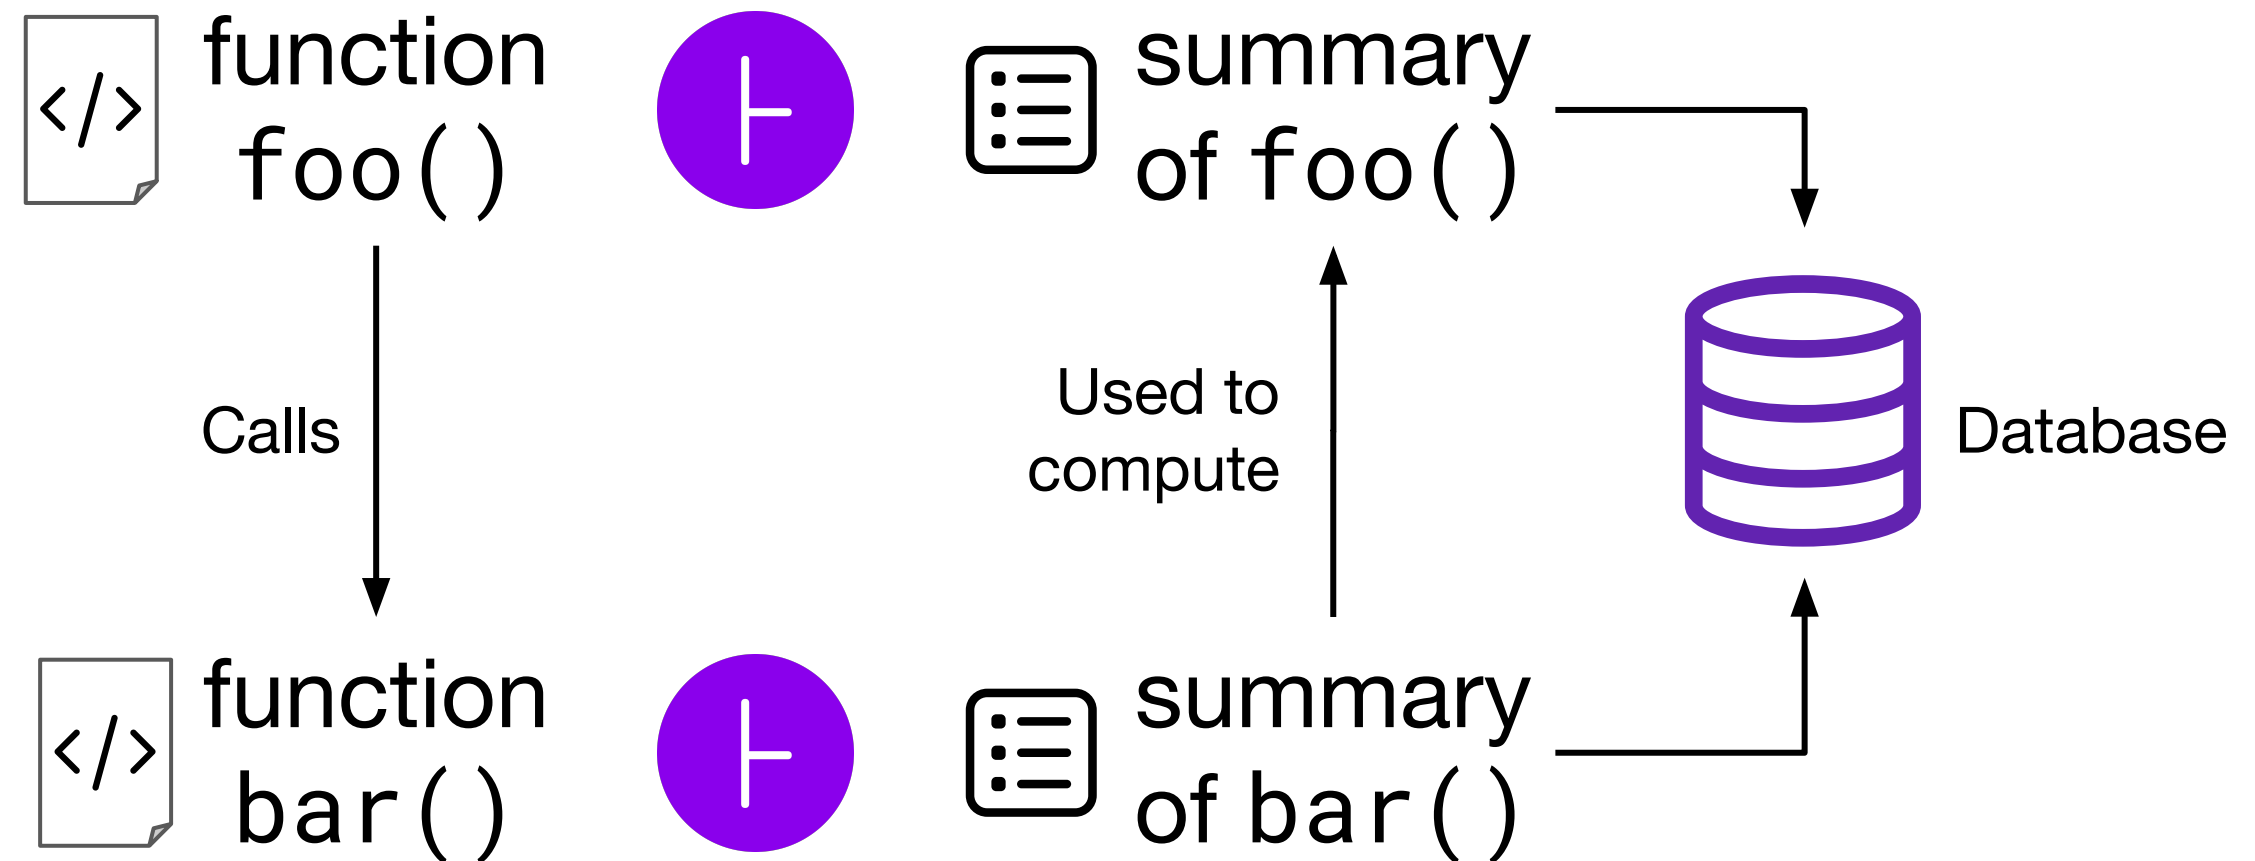 function
foo()
summary
of foo()
Calls
Used to
compute
Database
function
bar()
summary
of bar()